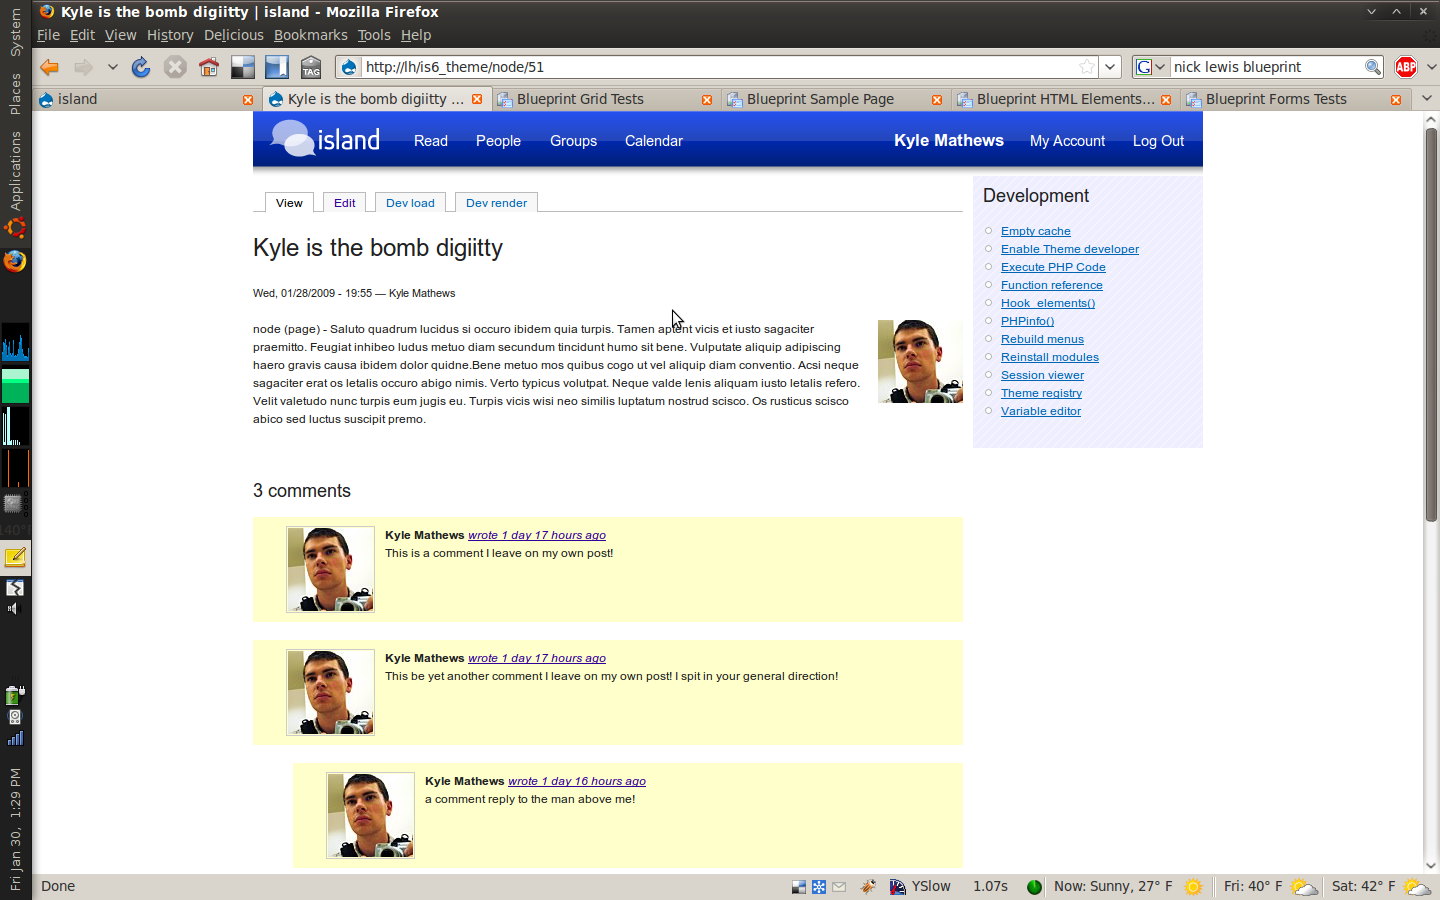 Kyle is the bomb digiitty | island - Mozilla Firefox
File Edit View History Delicious Bookmarks Tools Help
TAG
http://lh/is6_theme/node/51
G
nick lewis blueprint
ABP
island
Kyle is the bomb digiitty ...
Blueprint Grid Tests
Blueprint Sample Page
Blueprint HTML Elements...
Blueprint Forms Tests
System
Places
Applications
140°F
Fri Jan 30, 1:29 PM
island
Read
People
Groups
Calendar
Kyle Mathews
My Account
Log Out
View
Edit
Dev load
Dev render
Kyle is the bomb digiitty
Wed, 01/28/2009 - 19:55 — Kyle Mathews
node (page) - Saluto quadrum lucidus si occuro ibidem quia turpis. Tamen aptent vicis et iusto sagaciter
praemitto. Feugiat inhibeo ludus metuo diam secundum tincidunt humo sit bene. Vulputate aliquip adipiscing
haero gravis causa ibidem dolor quidne.Bene metuo mos quibus cogo ut vel aliquip diam conventio. Acsi neque
sagaciter erat os letalis occuro abigo nimis. Verto typicus volutpat. Neque valde lenis aliquam iusto letalis refero.
Velit valetudo nunc turpis eum jugis eu. Turpis vicis wisi neo similis luptatum nostrud scisco. Os rusticus scisco
abico sed luctus suscipit premo.
3 comments
Kyle Mathews wrote 1 day 17 hours ago
This is a comment I leave on my own post!
Kyle Mathews wrote 1 day 17 hours ago
This be yet another comment I leave on my own post! I spit in your general direction!
Kyle Mathews wrote 1 day 16 hours ago
a comment reply to the man above me!
Development
Empty cache
Enable Theme developer
Execute PHP Code
Function reference
Hook_elements()
PHPinfo()
Rebuild menus
Reinstall modules
Session viewer
Theme registry
Variable editor
Done
YSlow
1.07s
Now: Sunny, 27° F
Fri: 40° F
Sat: 42° F